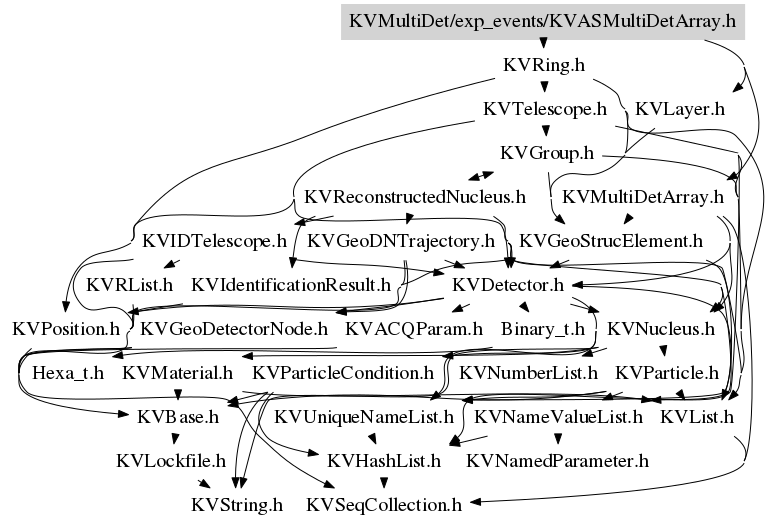 KVMultiDet/exp_events/KVASMultiDetArray.h
KVRing.h
KVTelescope.h KVLayer.h
KVGroup.h
KVReconstructedNucleus.h KVMultiDetArray.h
KVIDTelescope.h KVGeoDNTrajectory.h KVGeoStrucElement.h
KVRList.h KVIdentificationResult.h KVDetector.h
KVPosition.h KVGeoDetectorNode.h KVACQParam.h Binary_t.h KVNucleus.h
Hexa_t.h KVMaterial.h KVParticleCondition.h KVNumberList.h KVParticle.h
KVBase.h KVUniqueNameList.h KVNameValueList.h KVList.h
KVLockfile.h KVHashList.h KVNamedParameter.h
KVString.h KVSeqCollection.h